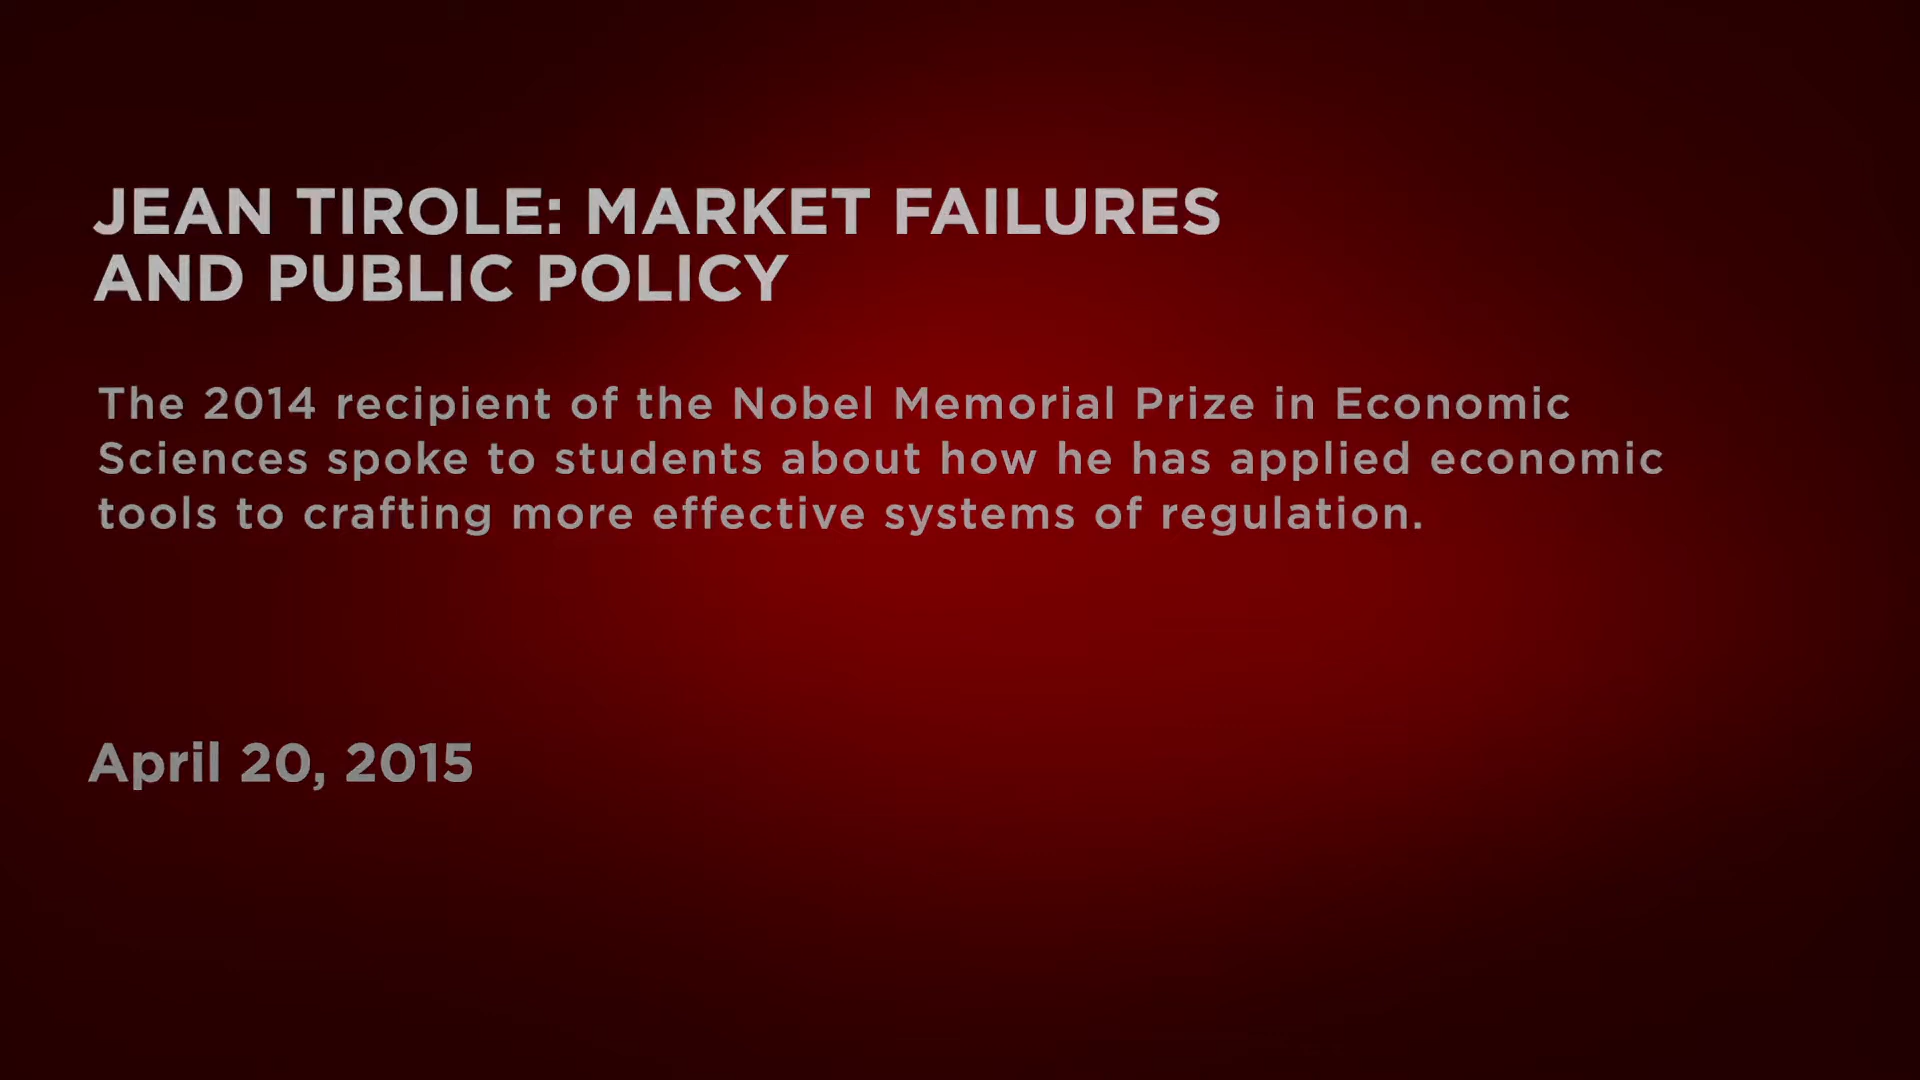 JEAN TIROLE: MARKET FAILURES
AND PUBLIC POLICY
The 2014 recipient of the Nobel Memorial Prize in Economic
Sciences spoke to students about how he has applied economic
tools to crafting more effective systems of regulation.
April 20, 2015